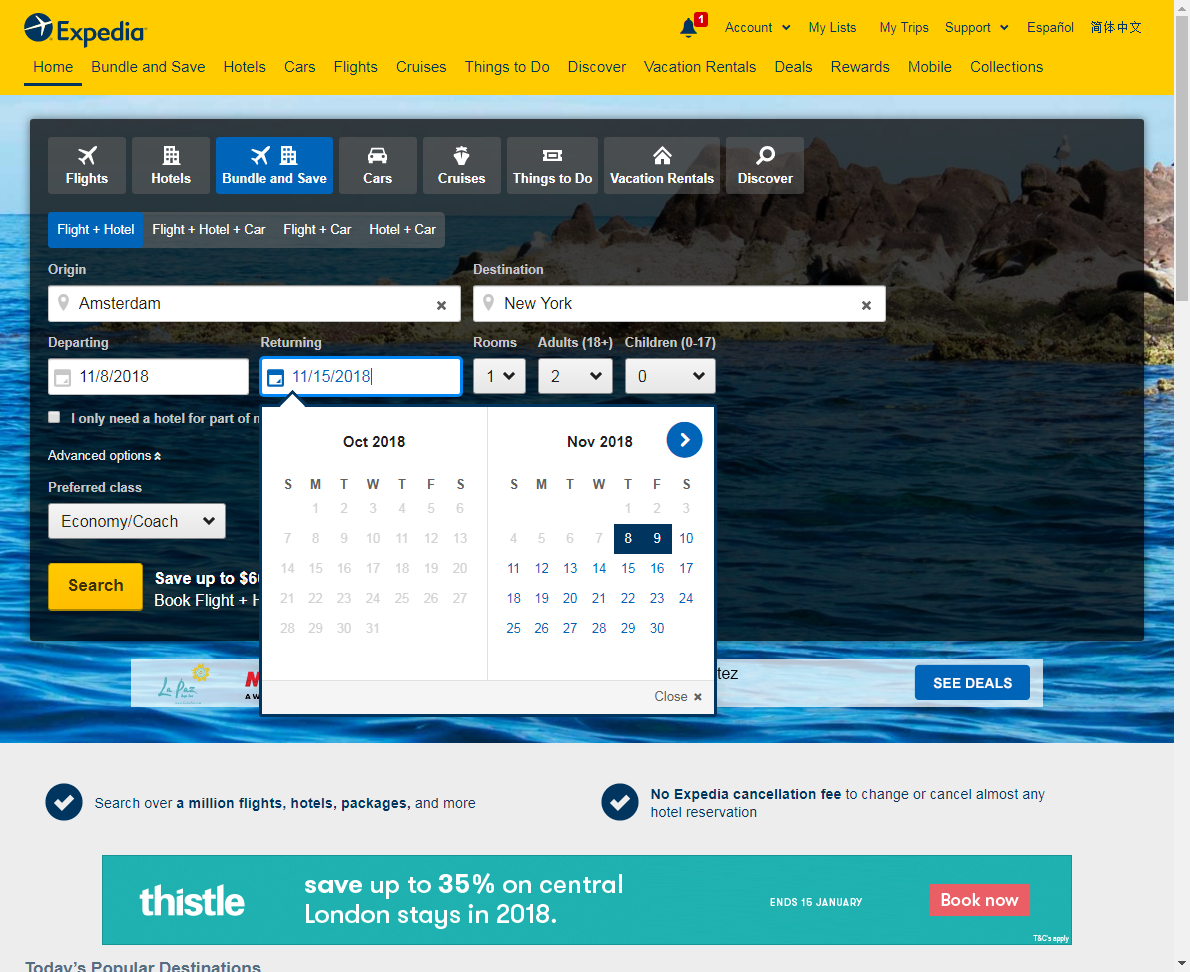 Expedia
1
Account
My Lists
My Trips
Support
Español
简体中文
Home
Bundle and Save
Hotels
Cars
Flights
Cruises
Things to Do
Discover
Vacation Rentals
Deals
Rewards
Mobile
Collections
Flights
Hotels
Bundle and Save
Cars
Cruises
Things to Do
Vacation Rentals
Discover
Flight + Hotel
Flight + Hotel + Car
Flight + Car
Hotel + Car
Origin
Destination
Amsterdam
New York
Departing
Returning
Rooms
Adults (18+)
Children (0-17)
11/8/2018
11/15/2018
1
2
0
I only need a hotel for part of
Advanced options
Preferred class
Economy/Coach
Search
Save up to $6
Book Flight + H
Oct 2018
S M T W T F S
1 2 3 4 5 6
7 8 9 10 11 12 13
14 15 16 17 18 19 20
21 22 23 24 25 26 27
28 29 30 31
Nov 2018
S M T W T F S
1 2 3
4 5 6 7 8 9 10
11 12 13 14 15 16 17
18 19 20 21 22 23 24
25 26 27 28 29 30
Close
La Paz
tez
SEE DEALS
Search over a million flights, hotels, packages, and more
No Expedia cancellation fee to change or cancel almost any
hotel reservation
thistle
save up to 35% on central
London stays in 2018.
ENDS 15 JANUARY
Book now
T&C's apply
Today's Popular Destinations